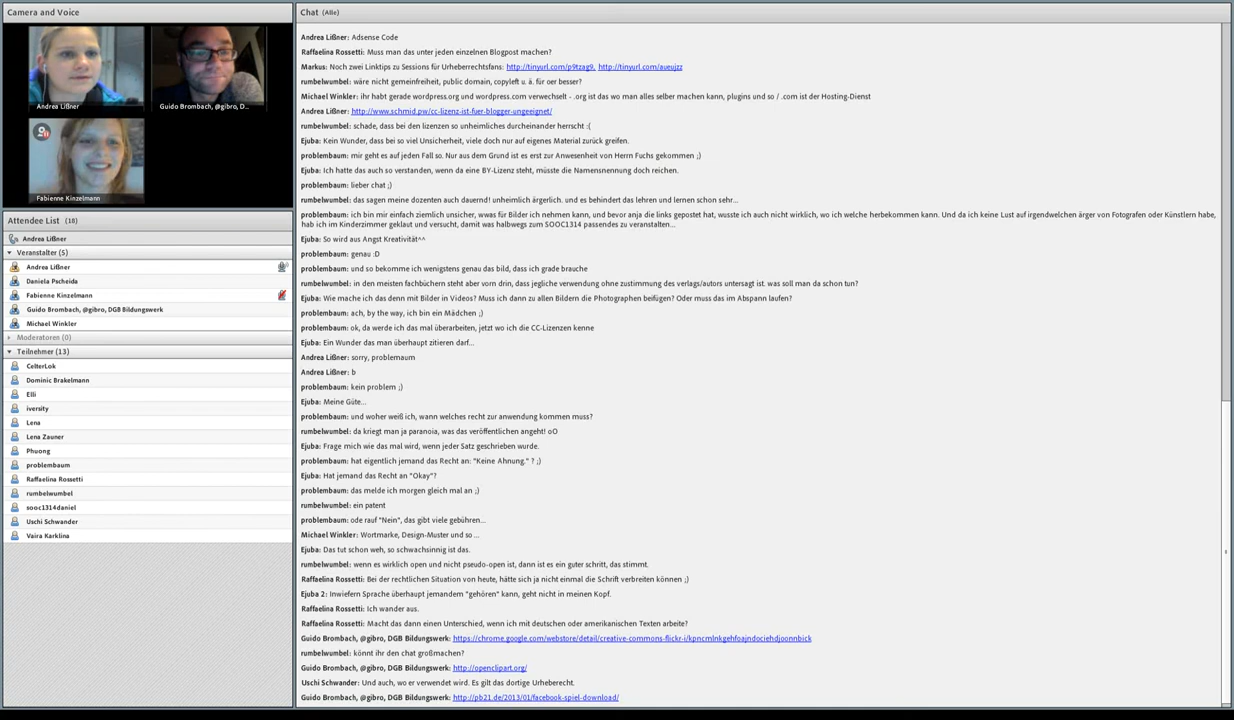 Camera and Voice
Andrea Lißner
Guido Brombach, @gibro, D...
Fabienne Kinzelmann
Attendee List (18)
Andrea Lißner
Veranstalter (5)
Andrea Lißner
Daniela Pscheida
Fabienne Kinzelmann
Guido Brombach, @gibro, DGB Bildungswerk
Michael Winkler
Moderatoren (0)
Teilnehmer (13)
CelterLok
Dominic Brakelmann
Elli
iversity
Lena
Lena Zauner
Phuong
problembaum
Raffaelina Rossetti
rumbelwumbel
sooc1314daniel
Uschi Schwander
Vaira Karklina
Chat (Alle)
Andrea Lißner: Adsense Code
Raffaelina Rossetti: Muss man das unter jeden einzelnen Blogpost machen?
Markus: Noch zwei Linktips zu Sessions für Urheberrechtsfans: http://tinyurl.com/p9tzag9, http://tinyurl.com/aueujzz
rumbelwumbel: wäre nicht gemeinfreiheit, public domain, copyleft u. ä. für oer besser?
Michael Winkler: ihr habt gerade wordpress.org und wordpress.com verwechselt - .org ist das wo man alles selber machen kann, plugins und so / .com ist der Hosting-Dienst
Andrea Lißner: http://www.schmid.pw/cc-lizenz-ist-fuer-blogger-ungeeignet/
rumbelwumbel: schade, dass bei den lizenzen so unheimliches durcheinander herrscht :(
Ejuba: Kein Wunder, dass bei so viel Unsicherheit, viele doch nur auf eigenes Material zurück greifen.
problembaum: mir geht es auf jeden Fall so. Nur aus dem Grund ist es erst zur Anwesenheit von Herrn Fuchs gekommen ;)
Ejuba: Ich hatte das auch so verstanden, wenn da eine BY-Lizenz steht, müsste die Namensnennung doch reichen.
problembaum: lieber chat ;)
rumbelwumbel: das sagen meine dozenten auch dauernd! unheimlich ärgerlich. und es behindert das lehren und lernen schon sehr...
problembaum: ich bin mir einfach ziemlich unsicher, wwas für Bilder ich nehmen kann, und bevor anja die links gepostet hat, wusste ich auch nicht wirklich, wo ich welche herbekommen kann. Und da ich keine Lust auf irgendwelchen ärger von Fotografen oder Künstlern habe,
hab ich im Kinderzimmer geklaut und versucht, damit was halbwegs zum SOOC1314 passendes zu veranstalten...
Ejuba: So wird aus Angst Kreativität^^
problembaum: genau :D
problembaum: und so bekomme ich wenigstens genau das bild, dass ich grade brauche
rumbelwumbel: in den meisten fachbüchern steht aber vorn drin, dass jegliche verwendung ohne zustimmung des verlags/autors untersagt ist. was soll man da schon tun?
Ejuba: Wie mache ich das denn mit Bilder in Videos? Muss ich dann zu allen Bildern die Photographen beifügen? Oder muss das im Abspann laufen?
problembaum: ach, by the way, ich bin ein Mädchen ;)
problembaum: ok, da werde ich das mal überarbeiten, jetzt wo ich die CC-Lizenzen kenne
Ejuba: Ein Wunder das man überhaupt zitieren darf...
Andrea Lißner: sorry, problemaum
Andrea Lißner: b
problembaum: kein problem ;)
Ejuba: Meine Güte...
problembaum: und woher weiß ich, wann welches recht zur anwendung kommen muss?
rumbelwumbel: da kriegt man ja paranoia, was das veröffentlichen angeht! oO
Ejuba: Frage mich wie das mal wird, wenn jeder Satz geschrieben wurde.
problembaum: hat eigentlich jemand das Recht an: "Keine Ahnung." ? ;)
Ejuba: Hat jemand das Recht an "Okay"?
problembaum: das melde ich morgen gleich mal an ;)
rumbelwumbel: ein patent
problembaum: ode rauf "Nein", das gibt viele gebühren...
Michael Winkler: Wortmarke, Design-Muster und so ...
Ejuba: Das tut schon weh, so schwachsinnig ist das.
rumbelwumbel: wenn es wirklich open und nicht pseudo-open ist, dann ist es ein guter schritt, das stimmt.
Raffaelina Rossetti: Bei der rechtlichen Situation von heute, hätte sich ja nicht einmal die Schrift verbreiten können ;)
Ejuba 2: Inwiefern Sprache überhaupt jemandem "gehören" kann, geht nicht in meinen Kopf.
Raffaelina Rossetti: Ich wander aus.
Raffaelina Rossetti: Macht das dann einen Unterschied, wenn ich mit deutschen oder amerikanischen Texten arbeite?
Guido Brombach, @gibro, DGB Bildungswerk: https://chrome.google.com/webstore/detail/creative-commons-flickr-i/kpncmlnkgehfoajndociehdjoonnbick
rumbelwumbel: könnt ihr den chat großmachen?
Guido Brombach, @gibro, DGB Bildungswerk: http://openclipart.org/
Uschi Schwander: Und auch, wo er verwendet wird. Es gilt das dortige Urheberecht.
Guido Brombach, @gibro, DGB Bildungswerk: http://pb21.de/2013/01/facebook-spiel-download/